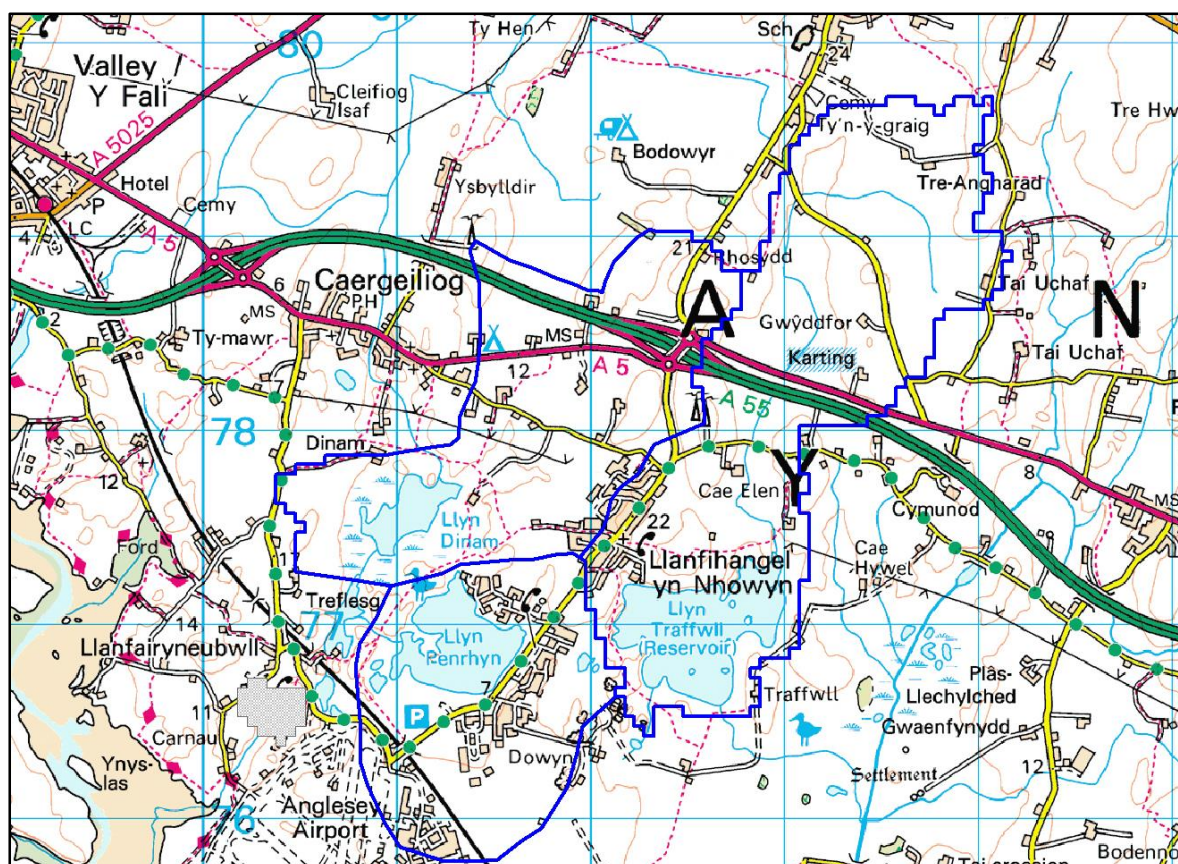 80
Ty Hen
Sch
24
Valley
Y Fali
Cleifiog
Isaf
Cemy
Ty'n-y-graig
Tre Hw
A 5025
Bodowyr
Hotel
Ysbylldir
Tre-Angharad
P
Cemy
LC
A 5
4
21
Rhosydd
Caergeiliog
A
N
Tai Uchaf
6
PH
MS
Gwŷddfor
2
Ty-mawr
MS
Tai Uchaf
12
A 5
Karting
7
A 55
78
Dinam
8
12
Cae Elen
Y
MS
Cymunod
22
Llyn
Dinam
Ford
17
Llanfihangel
yn Nhowyn
Cae
Hywel
Treflesg
77
14
Llyn
Traffwll
(Reservoir)
Llyn
Penrhyn
Llanfairyneubwll
Plâs-
Llechylched
7
8
Traffwll
11
P
Gwaenfynydd
Carnau
Dowyn
12
Ynys-
las
Settlement
76
Anglesey
Airport
Bodenno